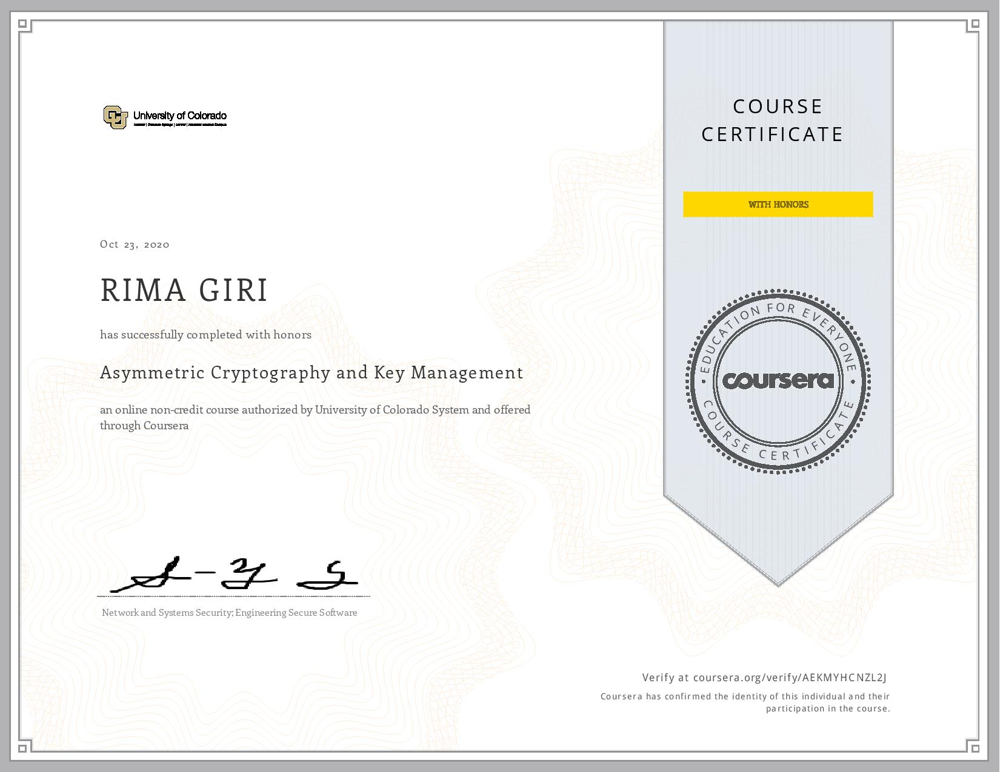 University of Colorado
COURSE
CERTIFICATE
WITH HONORS
Oct 23, 2020
RIMA GIRI
has successfully completed with honors
Asymmetric Cryptography and Key Management
an online non-credit course authorized by University of Colorado System and offered
through Coursera
EDUCATION FOR EVERYONE
coursera
COURSE CERTIFICATE
Network and Systems Security; Engineering Secure Software
Verify at coursera.org/verify/AEKMYHCNZL2J
Coursera has confirmed the identity of this individual and their
participation in the course.